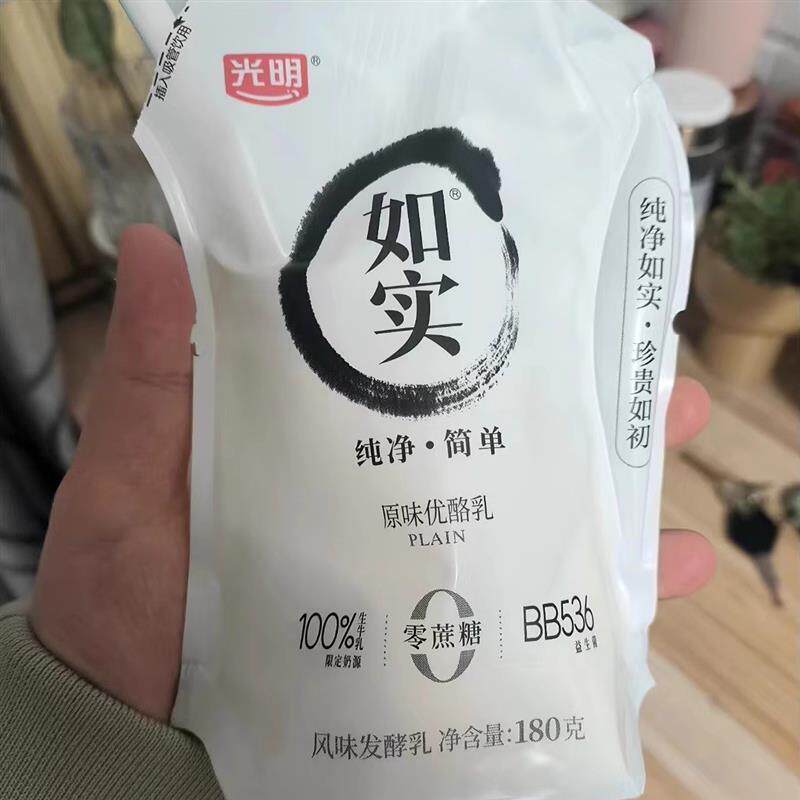 插入吸管饮用
光明®
如实®
纯净·简单
原味优酪乳
PLAIN
100%生牛乳
限定奶源
0
零蔗糖
BB536
益生菌
风味发酵乳 净含量:180克
纯净如实·珍贵如初